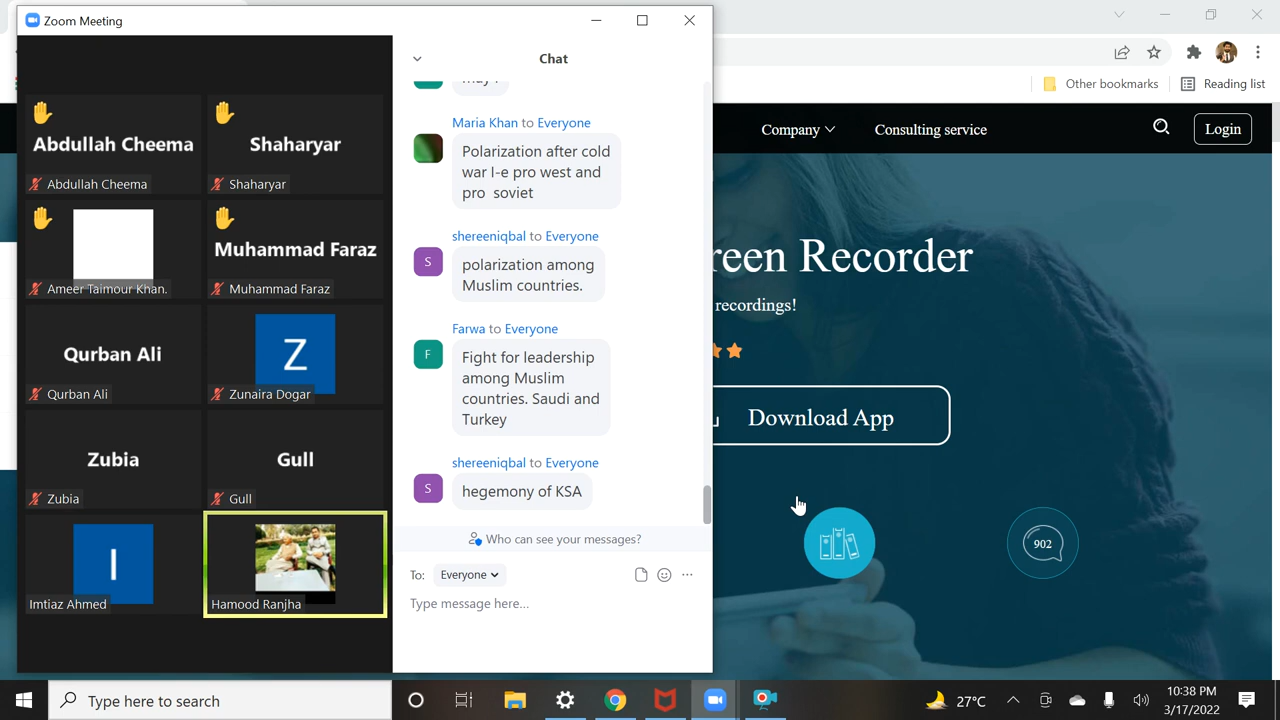 Zoom Meeting
Abdullah Cheema
Abdullah Cheema
Shaharyar
Shaharyar
Ameer Taimour Khan.
Muhammad Faraz
Muhammad Faraz
Qurban Ali
Qurban Ali
Z
Zunaira Dogar
Zubia
Zubia
Gull
Gull
I
Imtiaz Ahmed
Hamood Ranjha
Chat
Maria Khan to Everyone
Polarization after cold
war I-e pro west and
pro soviet
shereeniqbal to Everyone
S
polarization among
Muslim countries.
Farwa to Everyone
F
Fight for leadership
among Muslim
countries. Saudi and
Turkey
shereeniqbal to Everyone
S
hegemony of KSA
Who can see your messages?
To: Everyone
Type message here...
Other bookmarks
Reading list
Company
Consulting service
Login
reen Recorder
recordings!
Download App
902
Type here to search
27°C
10:38 PM
3/17/2022